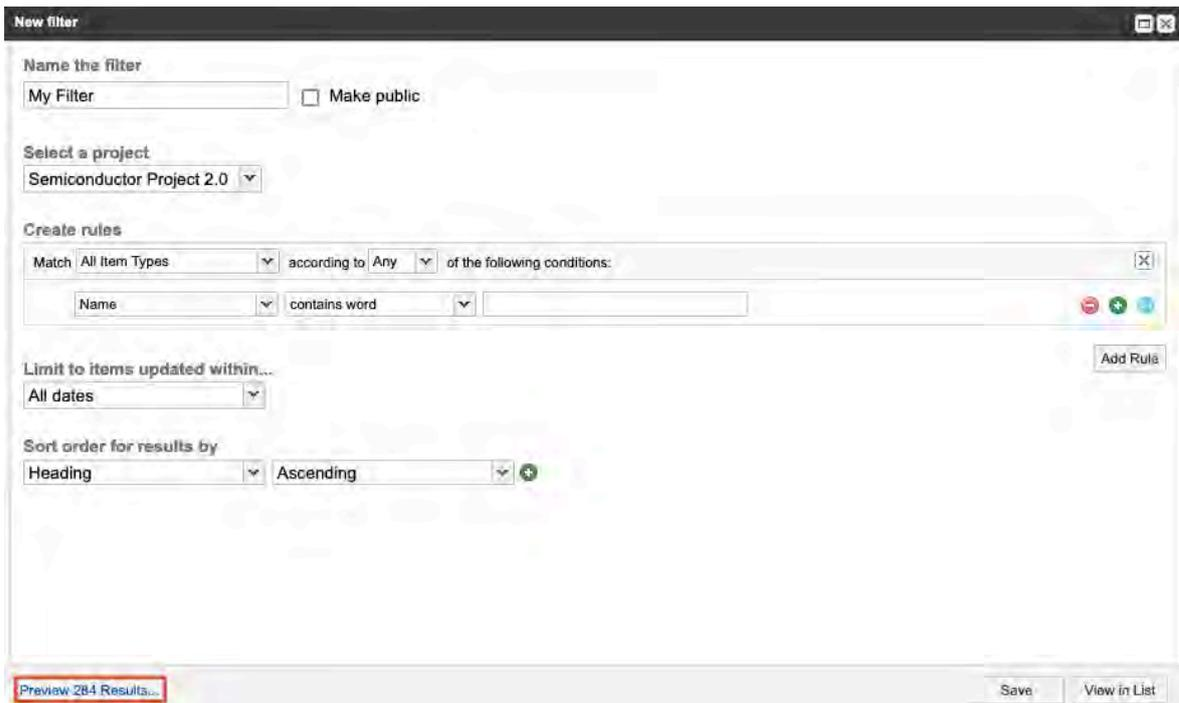 New filter
Name the filter
My Filter Make public
Select a project
Semiconductor Project 2.0
Create rules
Match All Item Types according to Any of the following conditions:
Name contains word
Add Rule
Limit to items updated within...
All dates
Sort order for results by
Heading Ascending
Preview 284 Results... Save View in List